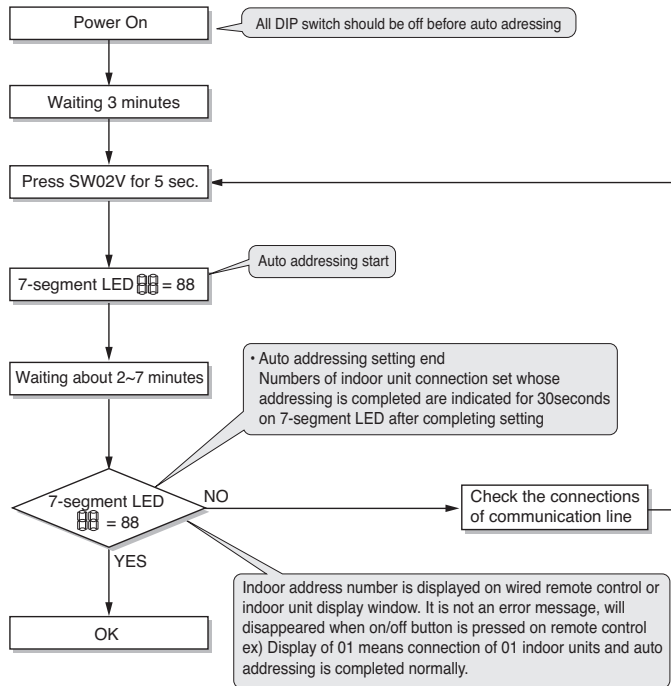 Power On
All DIP switch should be off before auto adressing
Waiting 3 minutes
Press SW02V for 5 sec.
Auto addressing start
7-segment LED 88 = 88
Waiting about 2~7 minutes
• Auto addressing setting end
Numbers of indoor unit connection set whose
addressing is completed are indicated for 30seconds
on 7-segment LED after completing setting
7-segment LED
88 = 88
NO
Check the connections
of communication line
YES
Indoor address number is displayed on wired remote control or
indoor unit display window. It is not an error message, will
disappeared when on/off button is pressed on remote control
ex) Display of 01 means connection of 01 indoor units and auto
addressing is completed normally.
OK